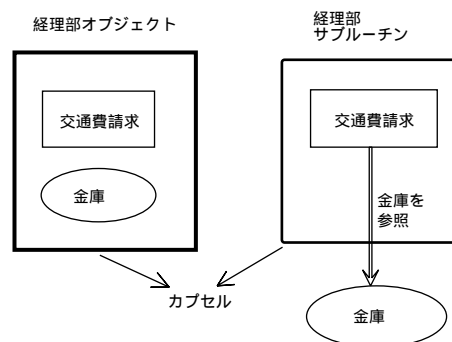 経理部オブジェクト
交通費請求
金庫
経理部
サブルーチン
交通費請求
金庫を
参照
金庫
カプセル